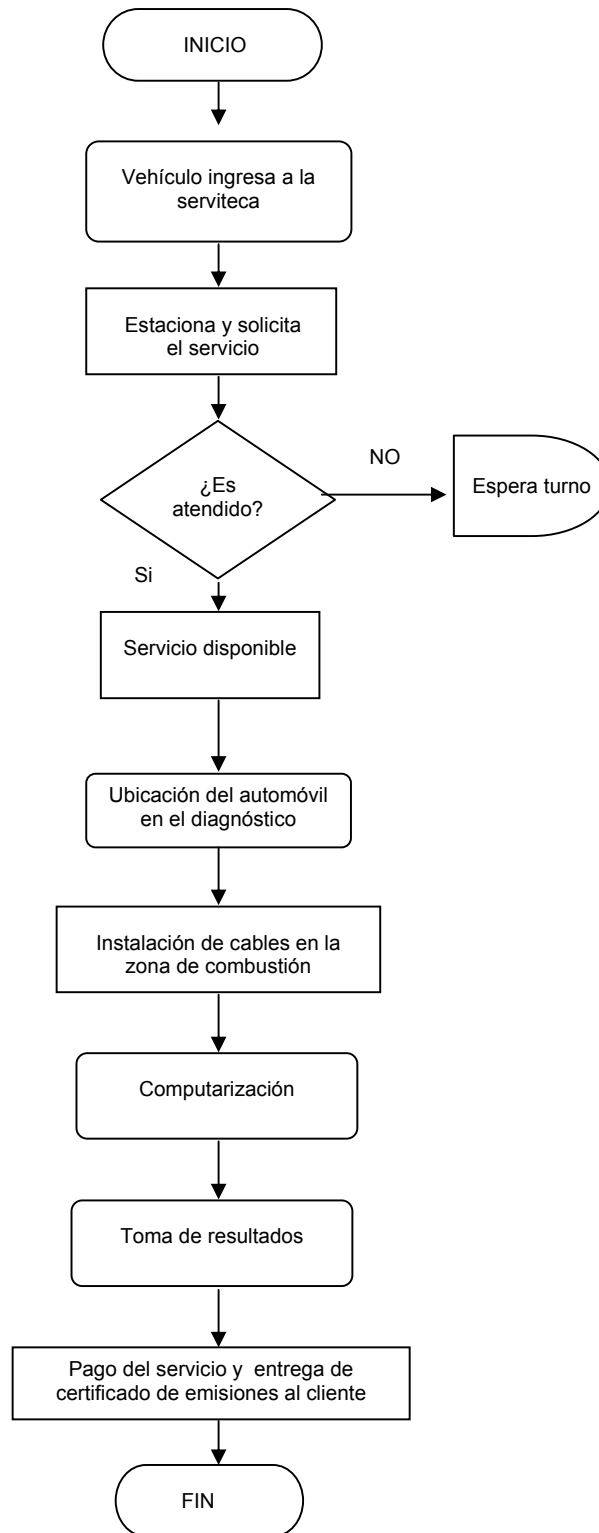 INICIO
Vehículo ingresa a la
serviteca
Estaciona y solicita
el servicio
¿Es
atendido?
NO
Espera turno
Si
Servicio disponible
Ubicación del automóvil
en el diagnóstico
Instalación de cables en la
zona de combustión
Computarización
Toma de resultados
Pago del servicio y entrega de
certificado de emisiones al cliente
FIN